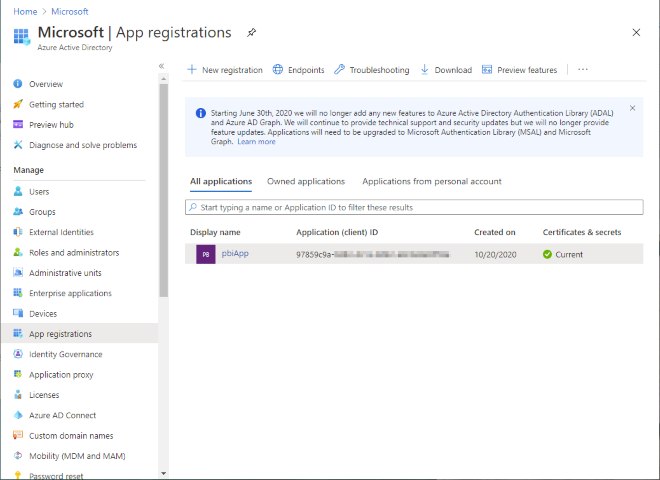 Home > Microsoft
Microsoft | App registrations
Azure Active Directory
Overview
Getting started
Preview hub
Diagnose and solve problems
Manage
Users
Groups
External Identities
Roles and administrators
Administrative units
Enterprise applications
Devices
App registrations
Identity Governance
Application proxy
Licenses
Azure AD Connect
Custom domain names
Mobility (MDM and MAM)
Password reset
New registration Endpoints Troubleshooting Download Preview features
Starting June 30th, 2020 we will no longer add any new features to Azure Active Directory Authentication Library (ADAL)
and Azure AD Graph. We will continue to provide technical support and security updates but we will no longer provide
feature updates. Applications will need to be upgraded to Microsoft Authentication Library (MSAL) and Microsoft
Graph. Learn more
All applications Owned applications Applications from personal account
Start typing a name or Application ID to filter these results
Display name Application (client) ID Created on Certificates & secrets
PB pbiApp 97859c9a- 10/20/2020 Current